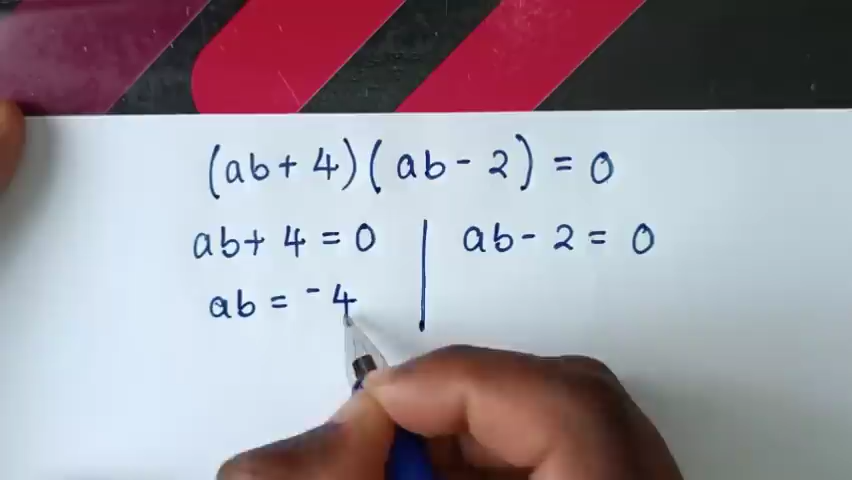 (ab + 4)(ab - 2) = 0
ab + 4 = 0 | ab - 2 = 0
ab = -4